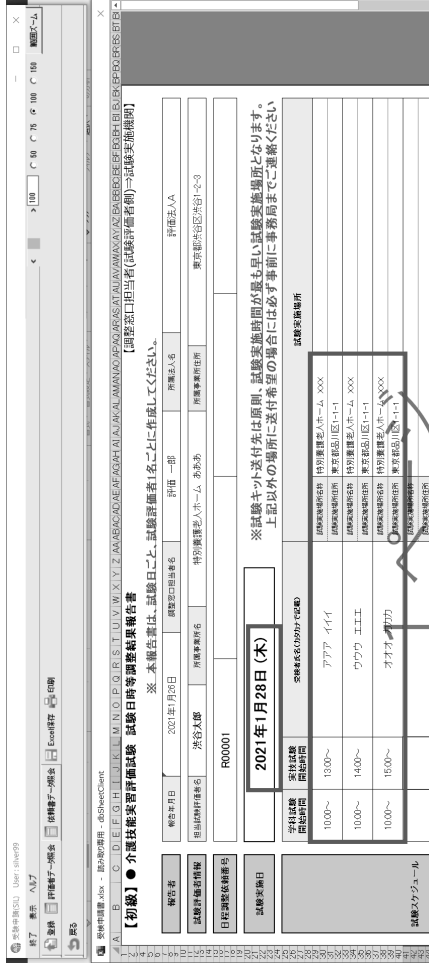 受験申請(SIL) User : silver99
終了 表示 ヘルプ
登録 評価者データ照会 依頼書データ照会 Excel保存 印刷
100 50 75 100 150 範囲ズーム
戻る
受検申請書.xlsx - 読み取り専用 - dbSheetClient
【初級】● 介護技能実習評価試験 試験日時等調整結果報告書
【調整窓口担当者(試験評価者側)⇒試験実施機関】
※ 本報告書は、試験日ごと、試験評価者1名ごとに作成してください。
報告者 報告年月日 2021年1月26日 調整窓口担当者名 評価 一郎 所属法人名 評価法人A
試験評価者情報 担当試験評価者名 渋谷太郎 所属事業所名 特別養護老人ホーム あああ 所属事業所住所 東京都渋谷区渋谷1-2-3
日程調整依頼番号 R00001
試験実施日 2021年1月28日 (木)
※試験キット送付先は原則、試験実施時間が最も早い試験実施場所となります。
上記以外の場所に送付希望の場合には必ず事前に事務局までご連絡ください
学科試験開始時間 実技試験開始時間 受検者氏名(カタカナで記載) 試験実施場所
試験スケジュール
10:00～ 13:00～ アアア イイイ 試験実施場所名称 特別養護老人ホーム XXX
試験実施場所住所 東京都品川区1-1-1
10:00～ 14:00～ ウウウ エエエ 試験実施場所名称 特別養護老人ホーム XXX
試験実施場所住所 東京都品川区1-1-1
10:00～ 15:00～ オオオ カカカ 試験実施場所名称 特別養護老人ホーム XXX
試験実施場所住所 東京都品川区1-1-1
試験実施場所名称
試験実施場所住所